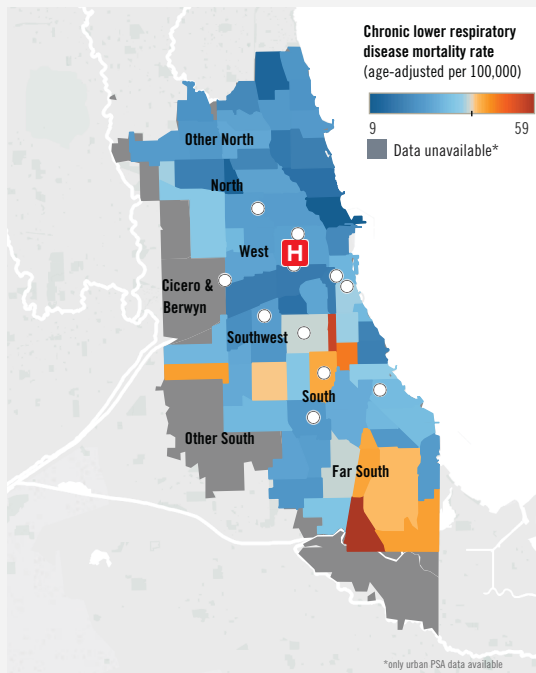 Chronic lower respiratory
disease mortality rate
(age-adjusted per 100,000)
9 59
Data unavailable*
Other North
North
West
H
Cicero &
Berwyn
Southwest
South
Other South
Far South
*only urban PSA data available